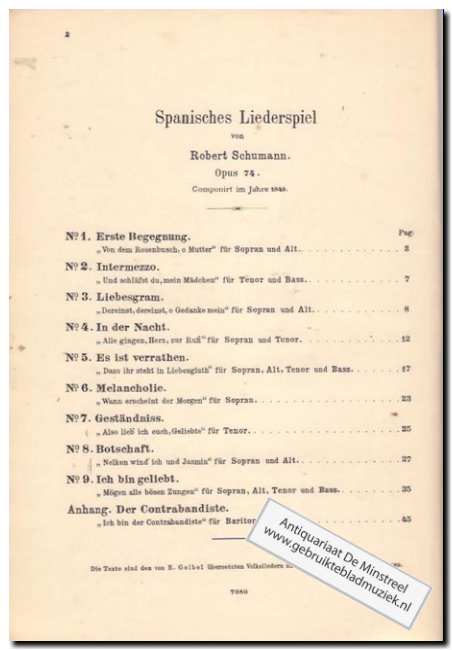 2
Spanisches Liederspiel
von
Robert Schumann.
Opus 74.
Componirt im Jahre 1849.
Pag.
No 1. Erste Begegnung.
„Von dem Rosenbusch, o Mutter“ für Sopran und Alt. 3
No 2. Intermezzo.
„Und schläfst du, mein Mädchen“ für Tenor und Bass. 7
No 3. Liebesgram.
„Dereinst, dereinst, o Gedanke mein“ für Sopran und Alt. 8
No 4. In der Nacht.
„Alle gingen, Herz, zur Ruh“ für Sopran und Tenor. 12
No 5. Es ist verrathen.
„Dass ihr steht in Liebesgluth“ für Sopran, Alt, Tenor und Bass. 17
No 6. Melancholie.
„Wann erscheint der Morgen“ für Sopran. 23
No 7. Geständniss.
„Also lieb' ich euch, Geliebte“ für Tenor. 25
No 8. Botschaft.
„Nelken wind' ich und Jasmin“ für Sopran und Alt. 27
No 9. Ich bin geliebt.
„Mögen alle bösen Zungen“ für Sopran, Alt, Tenor und Bass. 35
Anhang. Der Contrabandiste.
„Ich bin der Contrabandiste“ für Bariton 45
Die Texte sind den von E. Geibel übersetzten Volksliedern
7080
Antiquariaat De Minstreel
www.gebruiktebladmuziek.nl